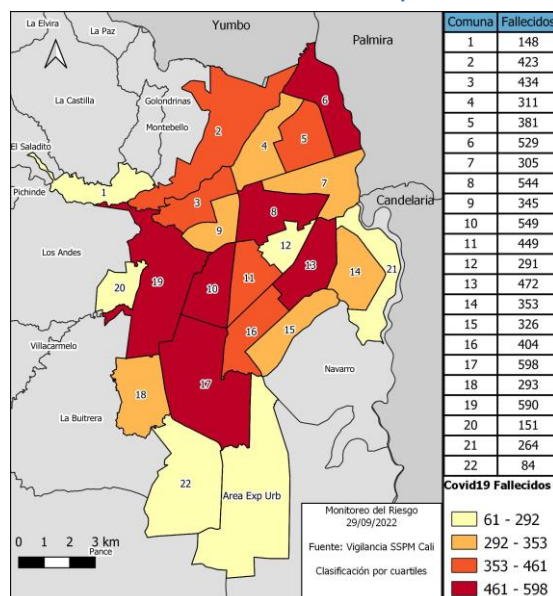 La Elvira
La Paz
Yumbo
Palmira
La Castilla
Golondrinas
Montebello
El Saladito
Pichinde
Candelaria
Los Andes
Villacarmelo
La Buitrera
Navarro
Pance
1
2
3
4
5
6
7
8
9
10
11
12
13
14
15
16
17
18
19
20
21
22
Area Exp Urb
0 1 2 3 km
Monitoreo del Riesgo
29/09/2022
Fuente: Vigilancia SSPM Cali
Clasificación por cuartiles
Comuna Fallecidos
1 148
2 423
3 434
4 311
5 381
6 529
7 305
8 544
9 345
10 549
11 449
12 291
13 472
14 353
15 326
16 404
17 598
18 293
19 590
20 151
21 264
22 84
Covid19 Fallecidos
61 - 292
292 - 353
353 - 461
461 - 598